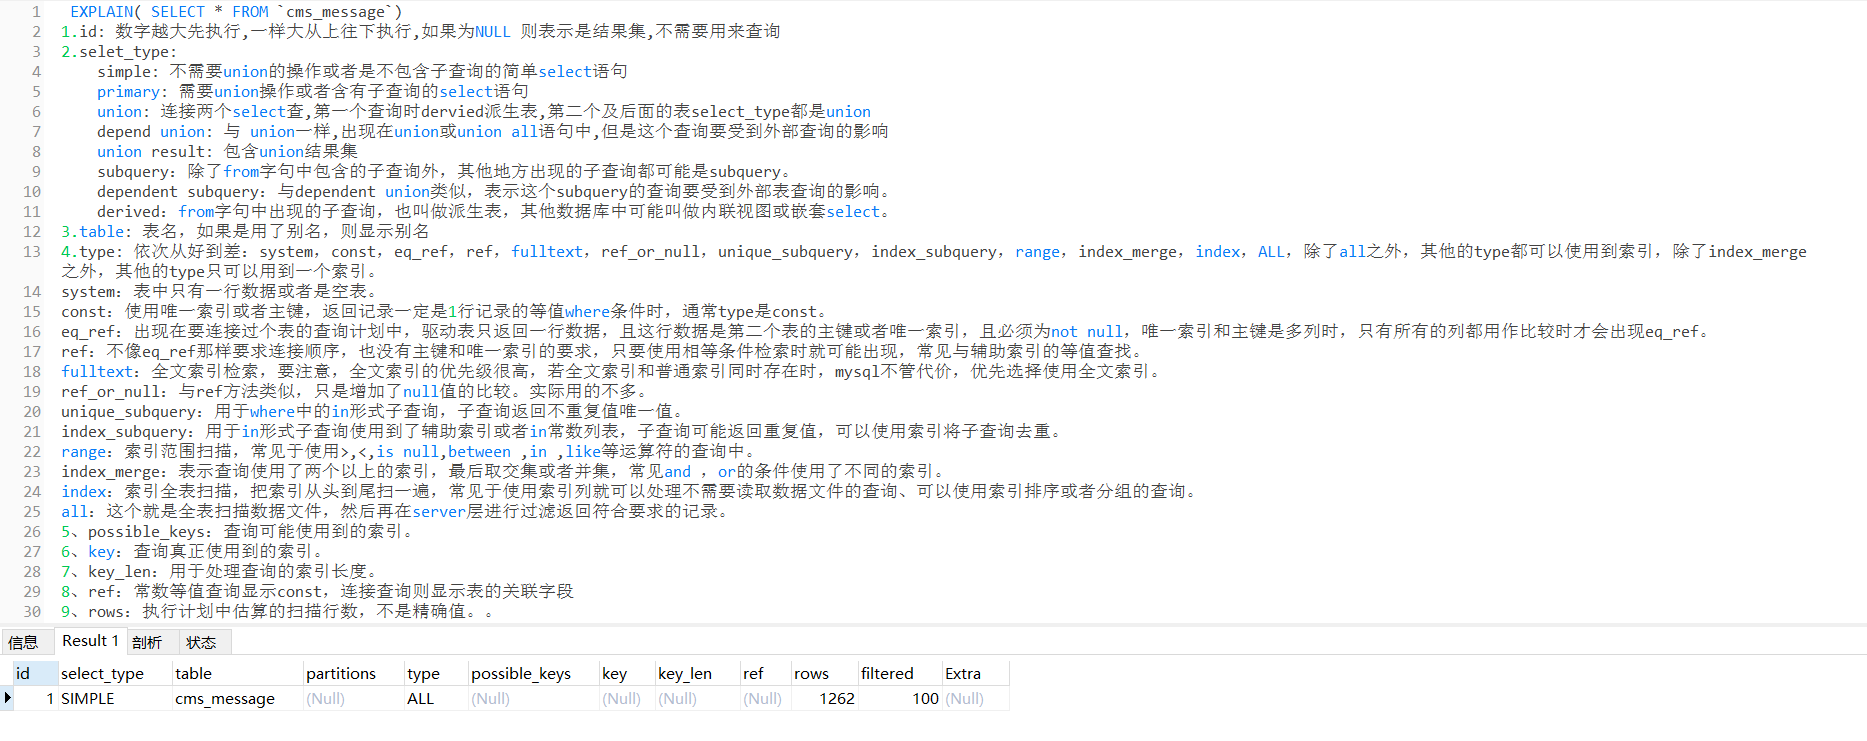 1 EXPLAIN( SELECT * FROM `cms_message`)
2 1.id: 数字越大先执行,一样大从上往下执行,如果为NULL 则表示是结果集,不需要用来查询
3 2.selet_type:
4 simple: 不需要union的操作或者是不包含子查询的简单select语句
5 primary: 需要union操作或者含有子查询的select语句
6 union: 连接两个select查,第一个查询时dervied派生表,第二个及后面的表select_type都是union
7 depend union: 与 union一样,出现在union或union all语句中,但是这个查询要受到外部查询的影响
8 union result: 包含union结果集
9 subquery: 除了from字句中包含的子查询外，其他地方出现的子查询都可能是subquery。
10 dependent subquery: 与dependent union类似，表示这个subquery的查询要受到外部表查询的影响。
11 derived: from字句中出现的子查询，也叫做派生表，其他数据库中可能叫做内联视图或嵌套select。
12 3.table: 表名，如果是用了别名，则显示别名
13 4.type: 依次从好到差: system，const，eq_ref，ref，fulltext，ref_or_null，unique_subquery，index_subquery，range，index_merge，index，ALL，除了all之外，其他的type都可以使用到索引，除了index_merge
之外，其他的type只可以用到一个索引。
14 system: 表中只有一行数据或者是空表。
15 const: 使用唯一索引或者主键，返回记录一定是1行记录的等值where条件时，通常type是const。
16 eq_ref: 出现在要连接过个表的查询计划中，驱动表只返回一行数据，且这行数据是第二个表的主键或者唯一索引，且必须为not null，唯一索引和主键是多列时，只有所有的列都用作比较时才会出现eq_ref。
17 ref: 不像eq_ref那样要求连接顺序，也没有主键和唯一索引的要求，只要使用相等条件检索时就可能出现，常见与辅助索引的等值查找。
18 fulltext: 全文索引检索，要注意，全文索引的优先级很高，若全文索引和普通索引同时存在时，mysql不管代价，优先选择使用全文索引。
19 ref_or_null: 与ref方法类似，只是增加了null值的比较。实际用的不多。
20 unique_subquery: 用于where中的in形式子查询，子查询返回不重复值唯一值。
21 index_subquery: 用于in形式子查询使用到了辅助索引或者in常数列表，子查询可能返回重复值，可以使用索引将子查询去重。
22 range: 索引范围扫描，常见于使用>,<,is null,between ,in ,like等运算符的查询中。
23 index_merge: 表示查询使用了两个以上的索引，最后取交集或者并集，常见and ，or的条件使用了不同的索引。
24 index: 索引全表扫描，把索引从头到尾扫一遍，常见于使用索引列就可以处理不需要读取数据文件的查询、可以使用索引排序或者分组的查询。
25 all: 这个就是全表扫描数据文件，然后再在server层进行过滤返回符合要求的记录。
26 5、possible_keys: 查询可能使用到的索引。
27 6、key: 查询真正使用到的索引。
28 7、key_len: 用于处理查询的索引长度。
29 8、ref: 常数等值查询显示const，连接查询则显示表的关联字段
30 9、rows: 执行计划中估算的扫描行数，不是精确值。。
信息 Result 1 剖析 状态
id select_type table partitions type possible_keys key key_len ref rows filtered Extra
1 SIMPLE cms_message (Null) ALL (Null) (Null) (Null) (Null) 1262 100 (Null)